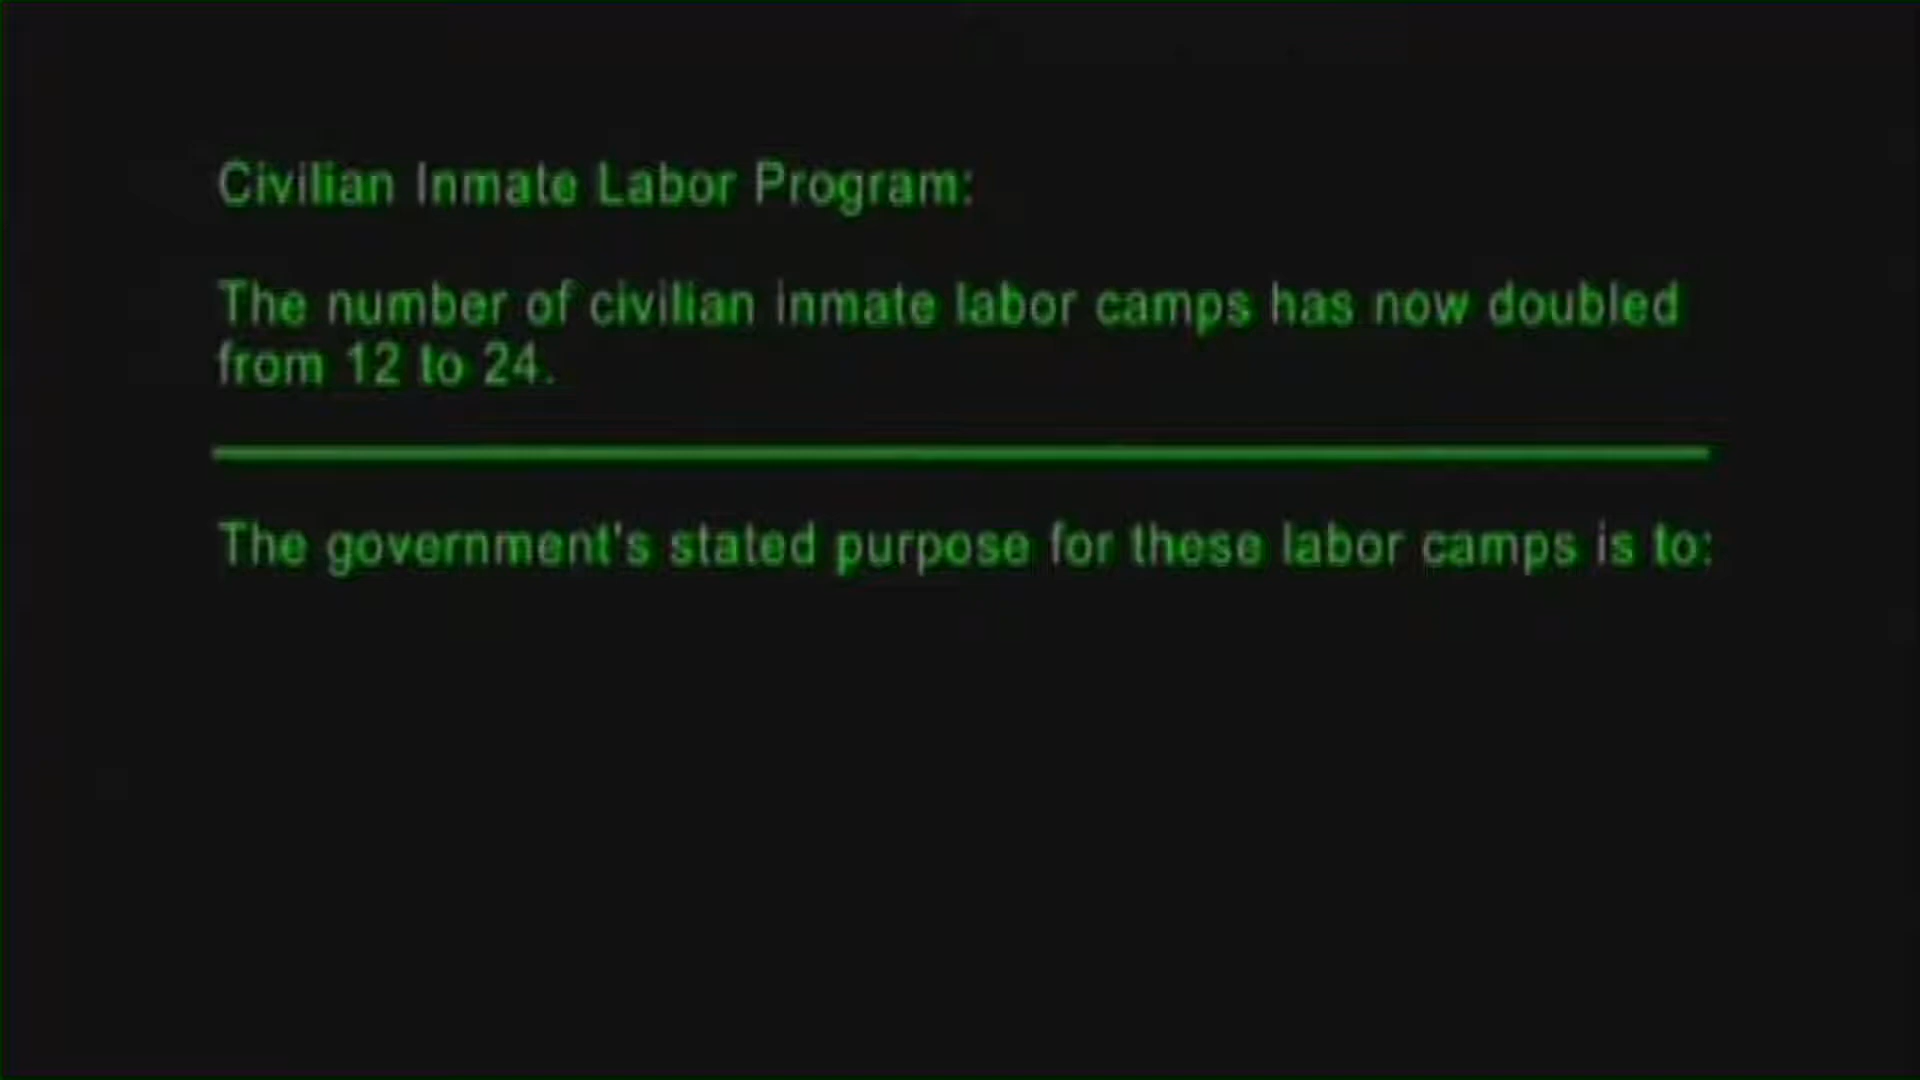 Civilian Inmate Labor Program:
The number of civilian inmate labor camps has now doubled
from 12 to 24.
The government's stated purpose for these labor camps is to: